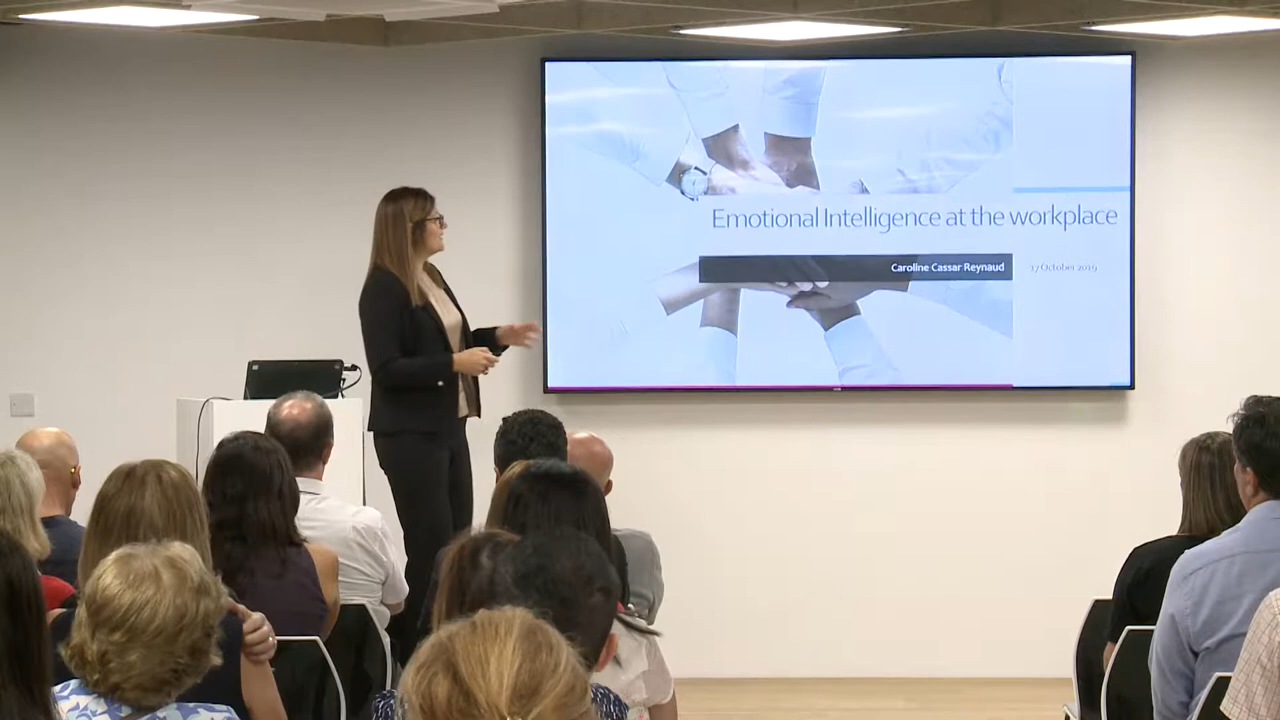 Emotional Intelligence at the workplace
Caroline Cassar Reynaud
17 October 2019